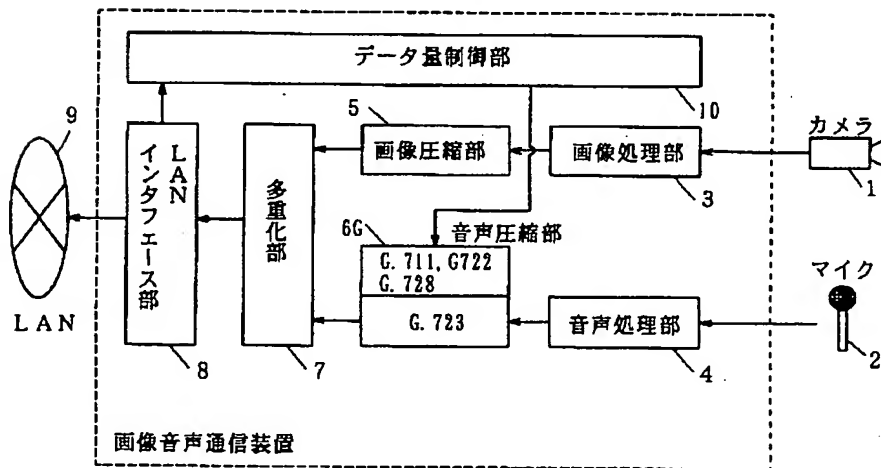 データ量制御部
10
9
5
カメラ
画像圧縮部
画像処理部
1
3
LAN
インタフェース部
多重化部
6G
音声圧縮部
G. 711, G722
G. 728
マイク
G. 723
音声処理部
LAN
8
7
4
2
画像音声通信装置